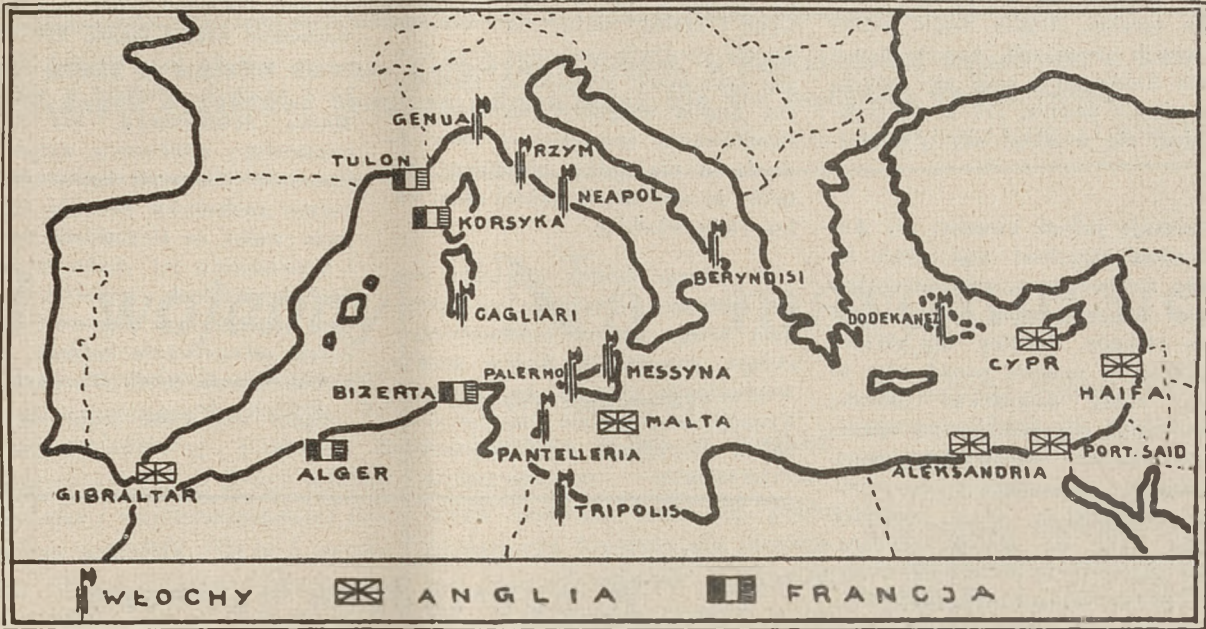 GENUA
RZYM
TULON
NEAPOL
KORSYKA
BERYNDISI
CAGLIARI
DODEKANEZ
CYPR
PALERMO
MESSYNA
HAIFA
BIZERTA
MALTA
PANTELLERIA
PORT. SAID
ALEKSANDRIA
ALGER
GIBRALTAR
TRIPOLIS
WŁOCHY ANGLIA FRANCJA